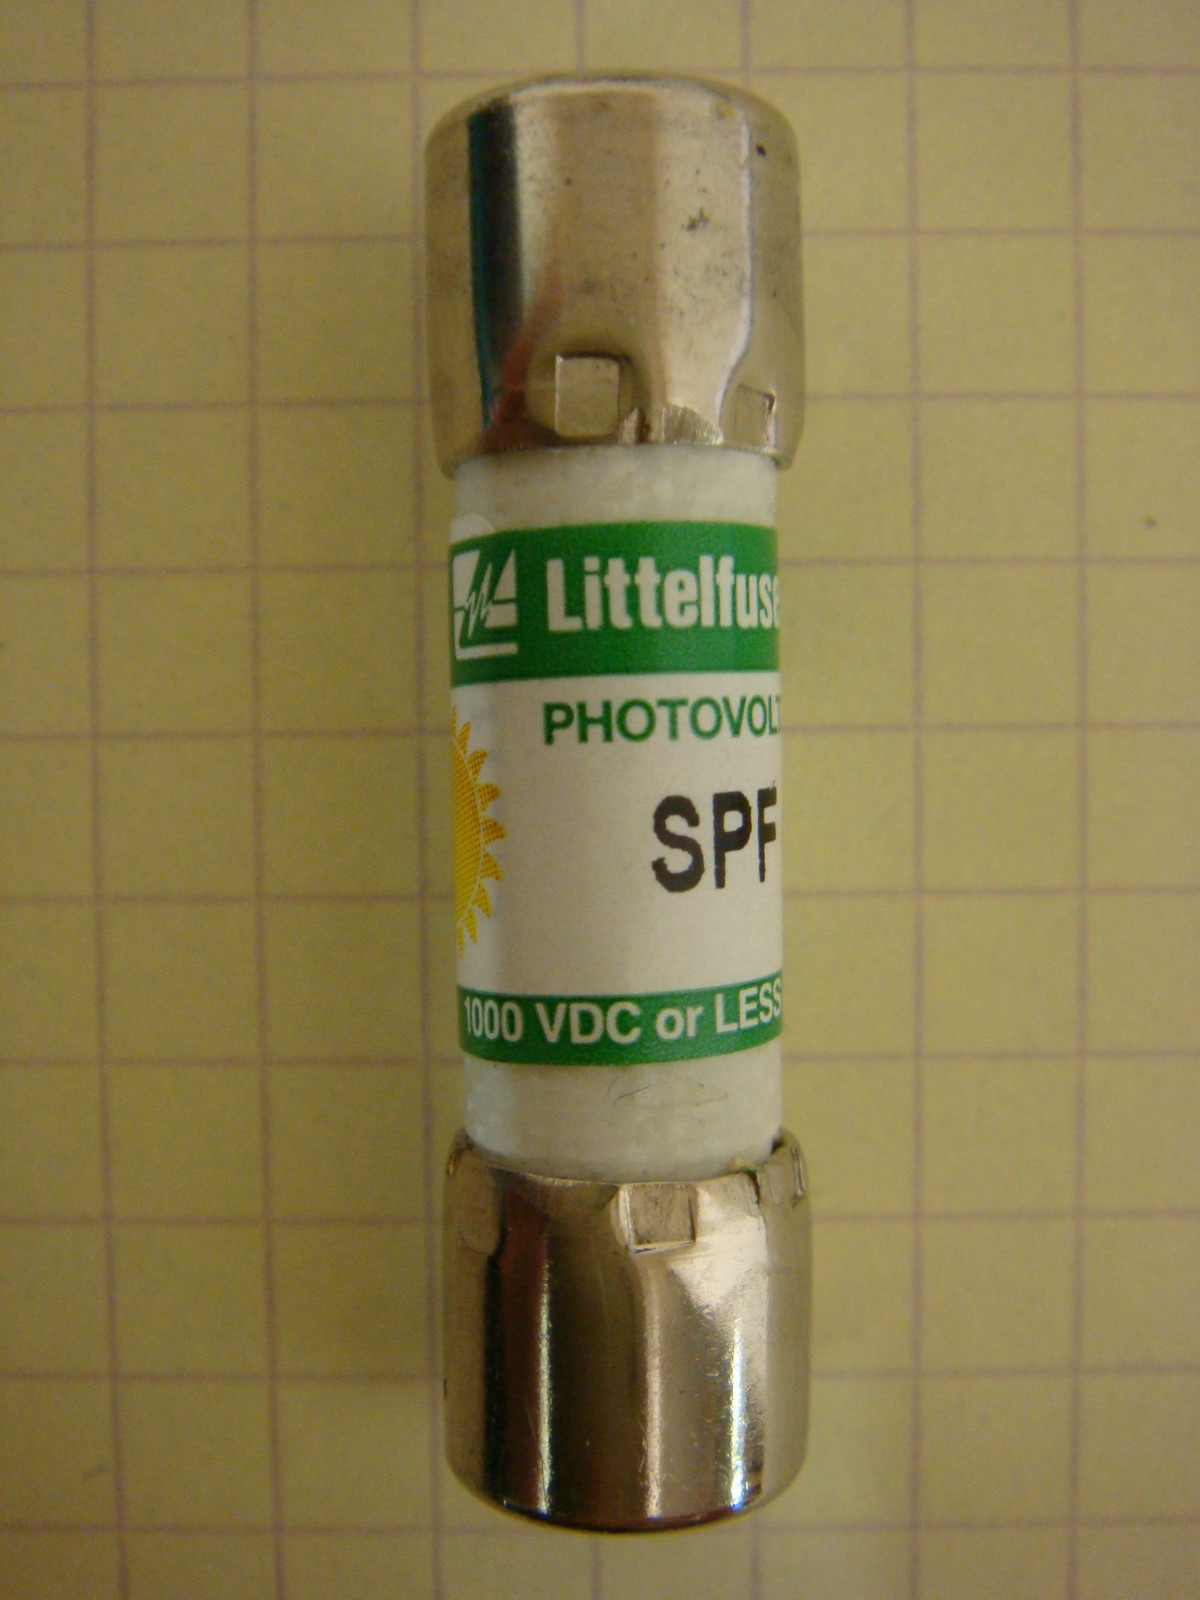 Littelfuse
PHOTOVOLT
SPF
1000 VDC or LESS